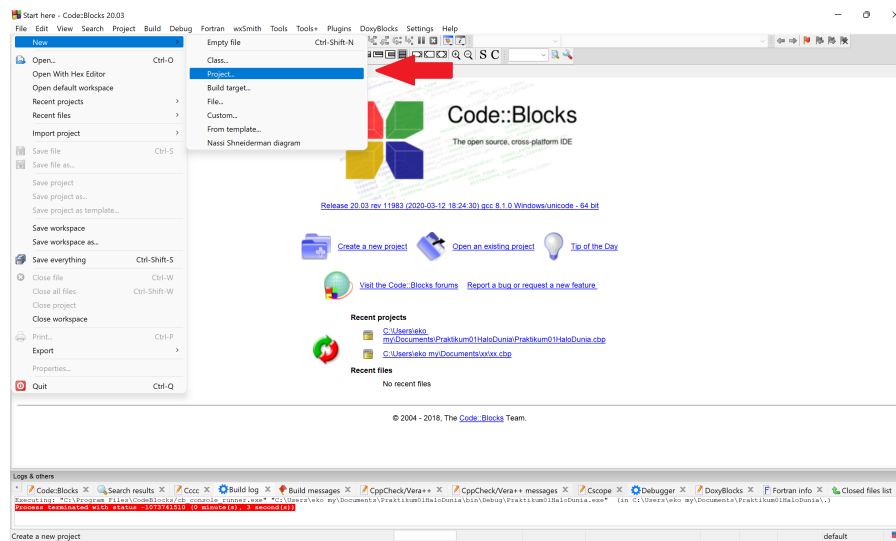 Start here - Code::Blocks 20.03
File Edit View Search Project Build Debug Fortran wxSmith Tools Tools+ Plugins DoxyBlocks Settings Help
New
Open... Ctrl-O
Open With Hex Editor
Open default workspace
Recent projects
Recent files
Import project
Save file Ctrl-S
Save file as...
Save project
Save project as...
Save project as template...
Save workspace
Save workspace as...
Save everything Ctrl-Shift-S
Close file Ctrl-W
Close all files Ctrl-Shift-W
Close project
Close workspace
Print... Ctrl-P
Export
Properties...
Quit Ctrl-Q
Empty file Ctrl-Shift-N
Class...
Project...
Build target...
File...
Custom...
From template...
Nassi Shneiderman diagram
S C
Code::Blocks
The open source, cross-platform IDE
Release 20.03 rev 11983 (2020-03-12 18:24:30) gcc 8.1.0 Windows/unicode - 64 bit
Create a new project Open an existing project Tip of the Day
Visit the Code::Blocks forums Report a bug or request a new feature
Recent projects
C:\Users\eko
my\Documents\Praktikum01HaloDunia\Praktikum01HaloDunia.cbp
C:\Users\eko my\Documents\xx\xx.cbp
Recent files
No recent files
© 2004 - 2018, The Code::Blocks Team.
Logs & others
Code::Blocks Search results Cccc Build log Build messages CppCheck/Vera++ CppCheck/Vera++ messages Cscope Debugger DoxyBlocks Fortran info Closed files list
Executing: "C:\Program Files\CodeBlocks/cb_console_runner.exe" "C:\Users\eko my\Documents\Praktikum01HaloDunia\bin\Debug\Praktikum01HaloDunia.exe" (in C:\Users\eko my\Documents\Praktikum01HaloDunia\.)
Process terminated with status -1073741510 (0 minute(s), 3 second(s))
Create a new project default